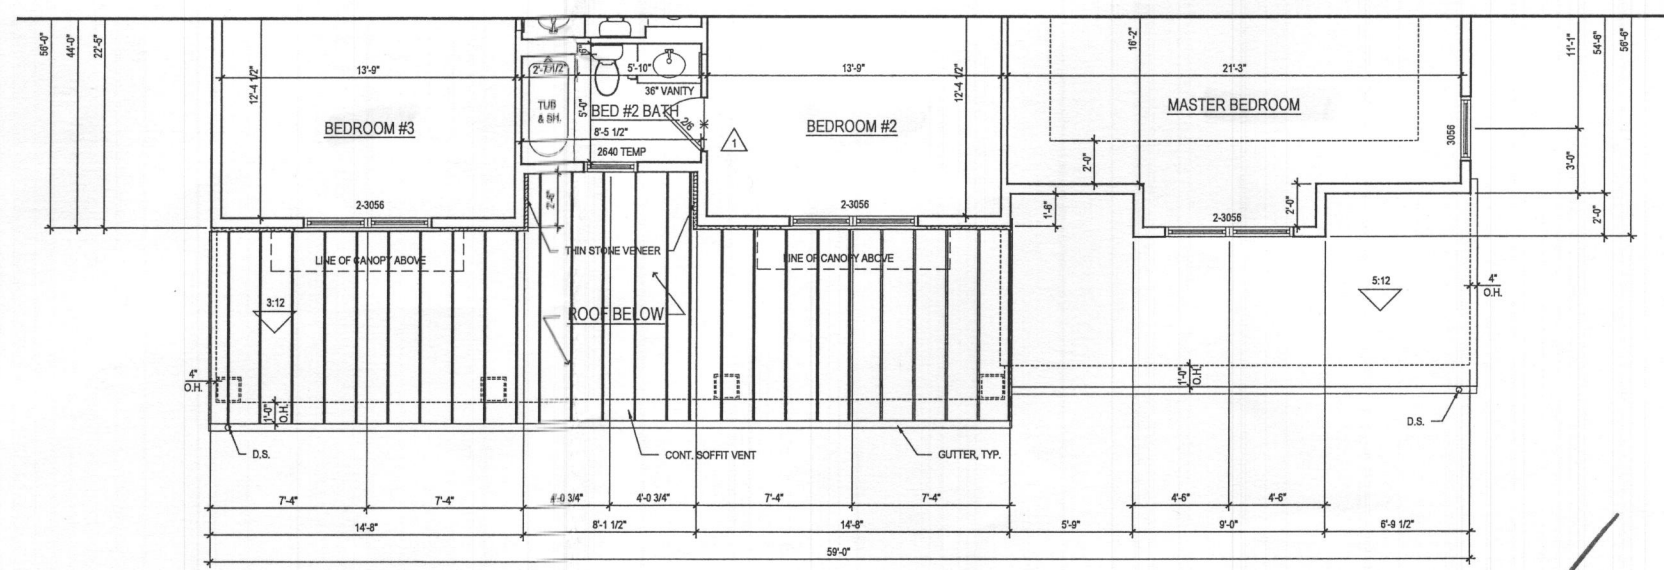 56'-0"
44'-0"
22'-5"
13'-9"
12'-4 1/2"
BEDROOM #3
2-3056
2'-7 1/2"
6"
5'-10"
36" VANITY
TUB
& SH.
5'-0"
BED #2 BATH
2/6
8'-5 1/2"
2640 TEMP
1
13'-9"
12'-4 1/2"
BEDROOM #2
2-3056
16'-2"
21'-3"
MASTER BEDROOM
3056
11'-1"
54'-6"
56'-6"
2'-0"
3'-0"
1'-6"
2-3056
2'-0"
2'-0"
THIN STONE VENEER
LINE OF CANOPY ABOVE
LINE OF CANOPY ABOVE
3:12
ROOF BELOW
5:12
4"
O.H.
4"
O.H.
1'-0"
O.H.
1'-0"
O.H.
D.S.
CONT. SOFFIT VENT
GUTTER, TYP.
D.S.
7'-4"
7'-4"
4'-0 3/4"
4'-0 3/4"
7'-4"
7'-4"
4'-6"
4'-6"
14'-8"
8'-1 1/2"
14'-8"
5'-9"
9'-0"
6'-9 1/2"
59'-0"